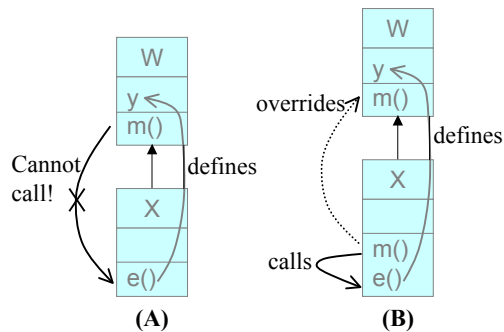 W
y
m()
Cannot
call!
defines
X
e()
(A)
W
y
overrides
m()
defines
X
m()
calls
e()
(B)